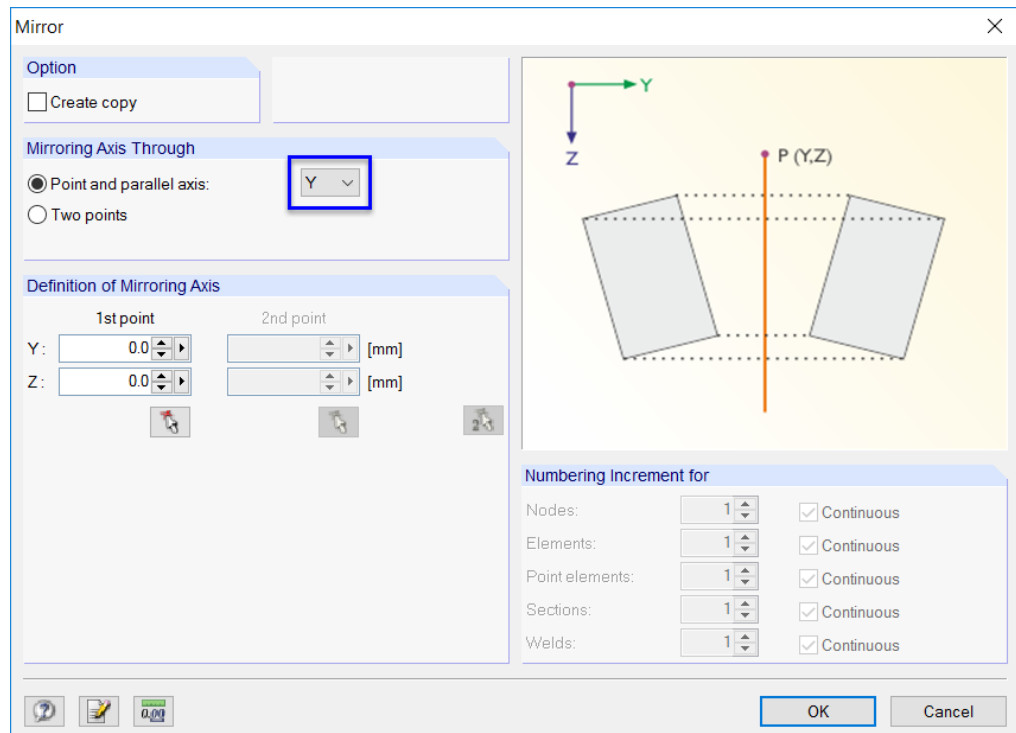 Mirror
Option
Create copy
Mirroring Axis Through
Point and parallel axis: Y
Two points
Definition of Mirroring Axis
1st point 2nd point
Y: 0.0 [mm]
Z: 0.0 [mm]
2
Y
Z
P (Y,Z)
Numbering Increment for
Nodes: 1 Continuous
Elements: 1 Continuous
Point elements: 1 Continuous
Sections: 1 Continuous
Welds: 1 Continuous
0.00
OK Cancel